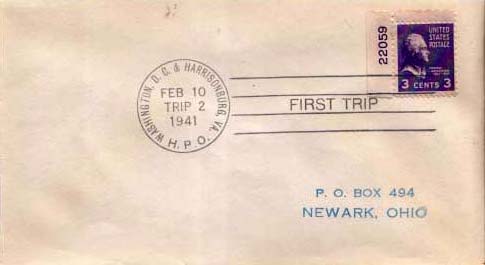 22059
UNITED
STATES
POSTAGE
3 CENTS 3
WASHINGTON, D. C. & HARRISONBURG, VA.
FEB 10
TRIP 2
1941
H. P. O.
FIRST TRIP
P. O. BOX 494
NEWARK, OHIO